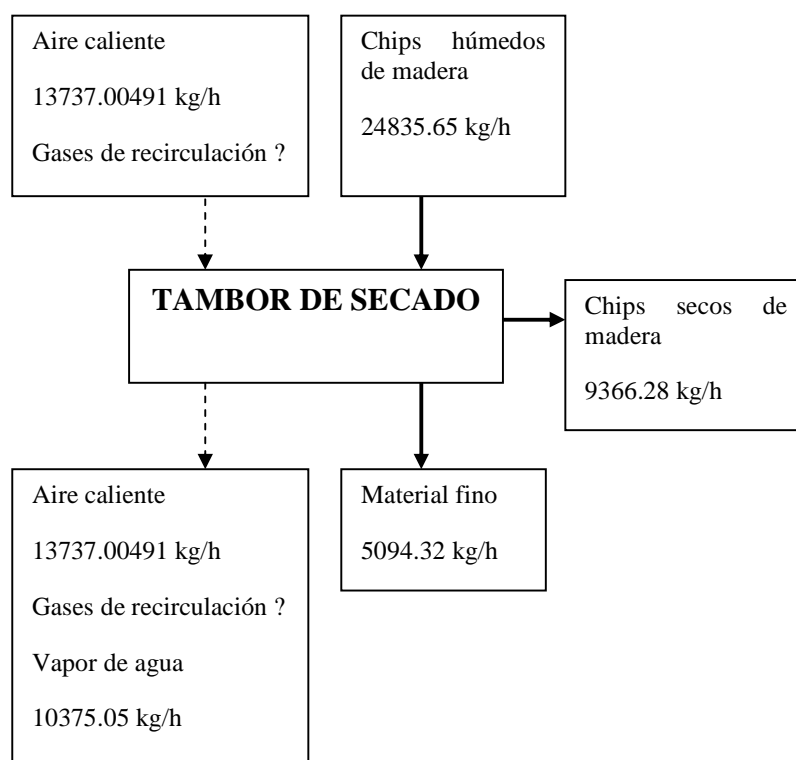 Aire caliente
13737.00491 kg/h
Gases de recirculación ?
Chips húmedos
de madera
24835.65 kg/h
TAMBOR DE SECADO
Chips secos de
madera
9366.28 kg/h
Aire caliente
13737.00491 kg/h
Gases de recirculación ?
Vapor de agua
10375.05 kg/h
Material fino
5094.32 kg/h